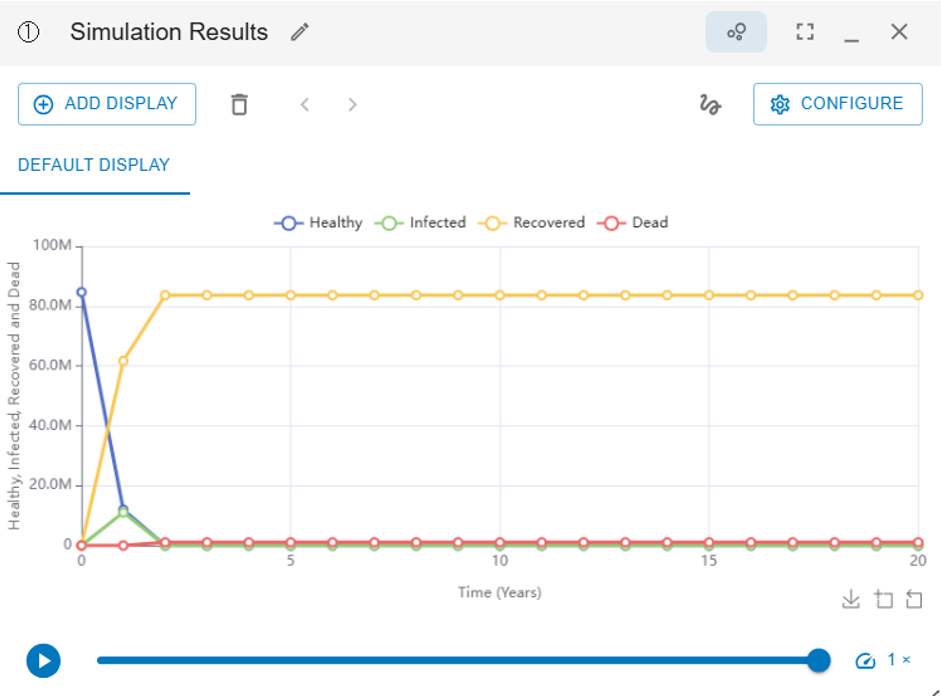 ① Simulation Results
ADD DISPLAY
CONFIGURE
DEFAULT DISPLAY
Healthy Infected Recovered Dead
Healthy, Infected, Recovered and Dead
100M
80.0M
60.0M
40.0M
20.0M
0
0 5 10 15 20
Time (Years)
1 ×